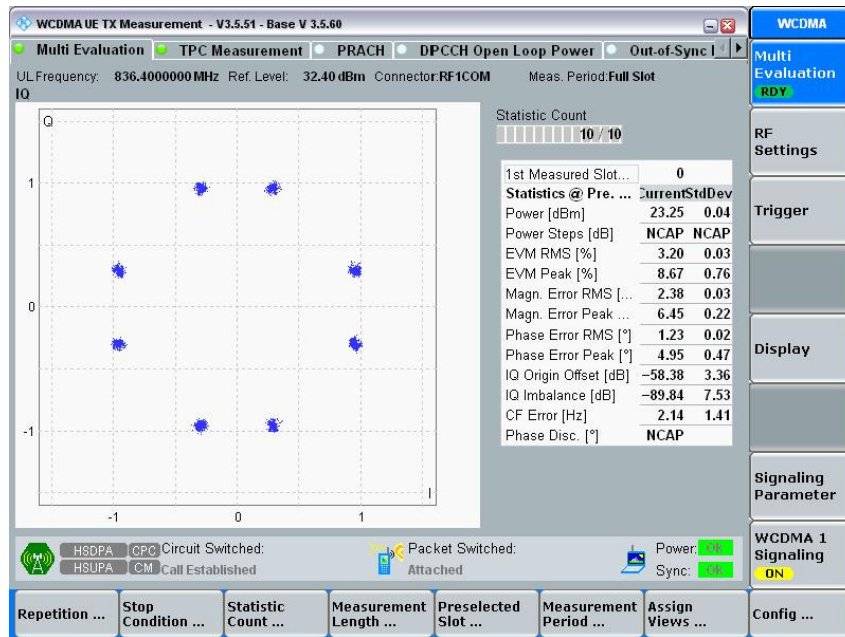 WCDMA UE TX Measurement - V3.5.51 - Base V 3.5.60
WCDMA
Multi Evaluation TPC Measurement PRACH DPCCH Open Loop Power Out-of-Sync
UL Frequency: 836.4000000 MHz Ref. Level: 32.40 dBm Connector:RF1COM Meas. Period:Full Slot
IQ
Q
1
0
-1
I
-1 0 1
Statistic Count
10 / 10
1st Measured Slot... 0
Statistics @ Pre. ... Current StdDev
Power [dBm] 23.25 0.04
Power Steps [dB] NCAP NCAP
EVM RMS [%] 3.20 0.03
EVM Peak [%] 8.67 0.76
Magn. Error RMS [... 2.38 0.03
Magn. Error Peak ... 6.45 0.22
Phase Error RMS [°] 1.23 0.02
Phase Error Peak [°] 4.95 0.47
IQ Origin Offset [dB] −58.38 3.36
IQ Imbalance [dB] −89.84 7.53
CF Error [Hz] 2.14 1.41
Phase Disc. [°] NCAP
Multi
Evaluation
RDY
RF
Settings
Trigger
Display
Signaling
Parameter
WCDMA 1
Signaling
ON
HSDPA CPC Circuit Switched:
HSUPA CM Call Established
Packet Switched:
Attached
Power: OK
Sync: OK
Repetition ...
Stop
Condition ...
Statistic
Count ...
Measurement
Length ...
Preselected
Slot ...
Measurement
Period ...
Assign
Views ...
Config ...